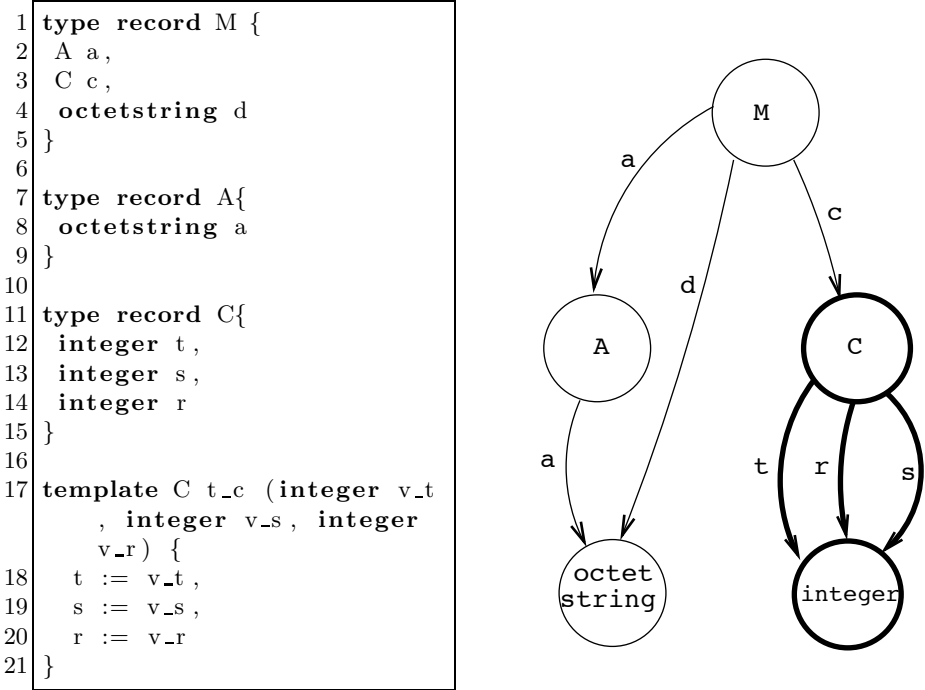 1 type record M {
2 A a,
3 C c,
4 octetstring d
5 }
6
7 type record A{
8 octetstring a
9 }
10
11 type record C{
12 integer t,
13 integer s,
14 integer r
15 }
16
17 template C t_c (integer v_t
, integer v_s, integer
v_r) {
18 t := v_t,
19 s := v_s,
20 r := v_r
21 }
M
a
c
d
A
C
a
t r s
octet
string
integer